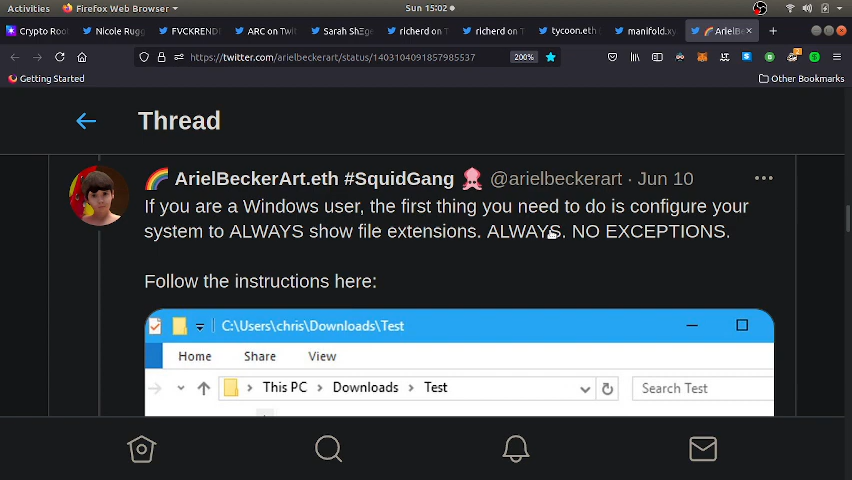 Activities FireFox Web Browser Sun 15:02
Crypto Rool Nicole Rugg FVCKRENDI ARC on Twi Sarah richerd on T richerd on T tycoon.eth ( manifold.xy ArielBe
https://twitter.com/arielbeckerart/status/1403104091857985537 200%
Getting Started Other Bookmarks
Thread
ArielBeckerArt.eth #SquidGang @arielbeckerart · Jun 10
If you are a Windows user, the first thing you need to do is configure your
system to ALWAYS show file extensions. ALWAYS. NO EXCEPTIONS.
Follow the instructions here:
C:\Users\chris\Downloads\Test
Home Share View
This PC > Downloads > Test Search Test